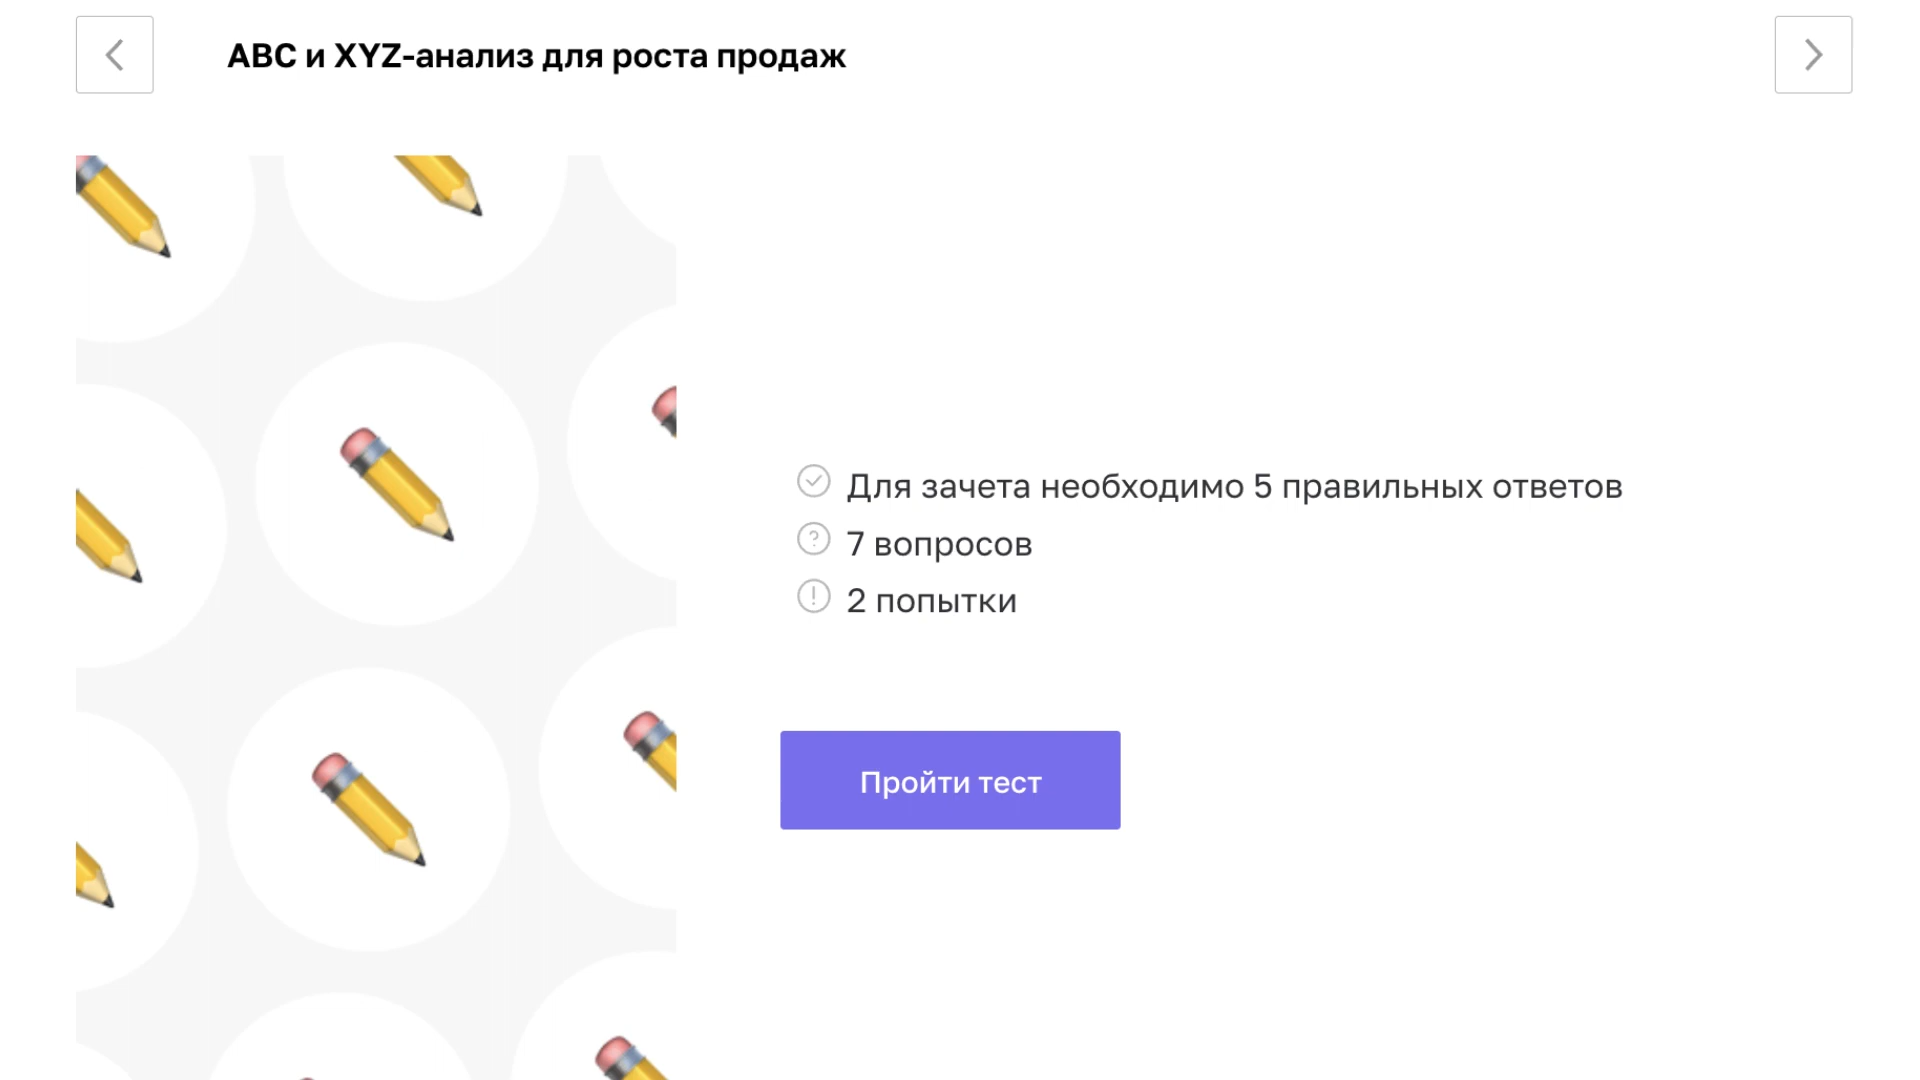 ABC и XYZ-анализ для роста продаж
Для зачета необходимо 5 правильных ответов
7 вопросов
2 попытки
Пройти тест